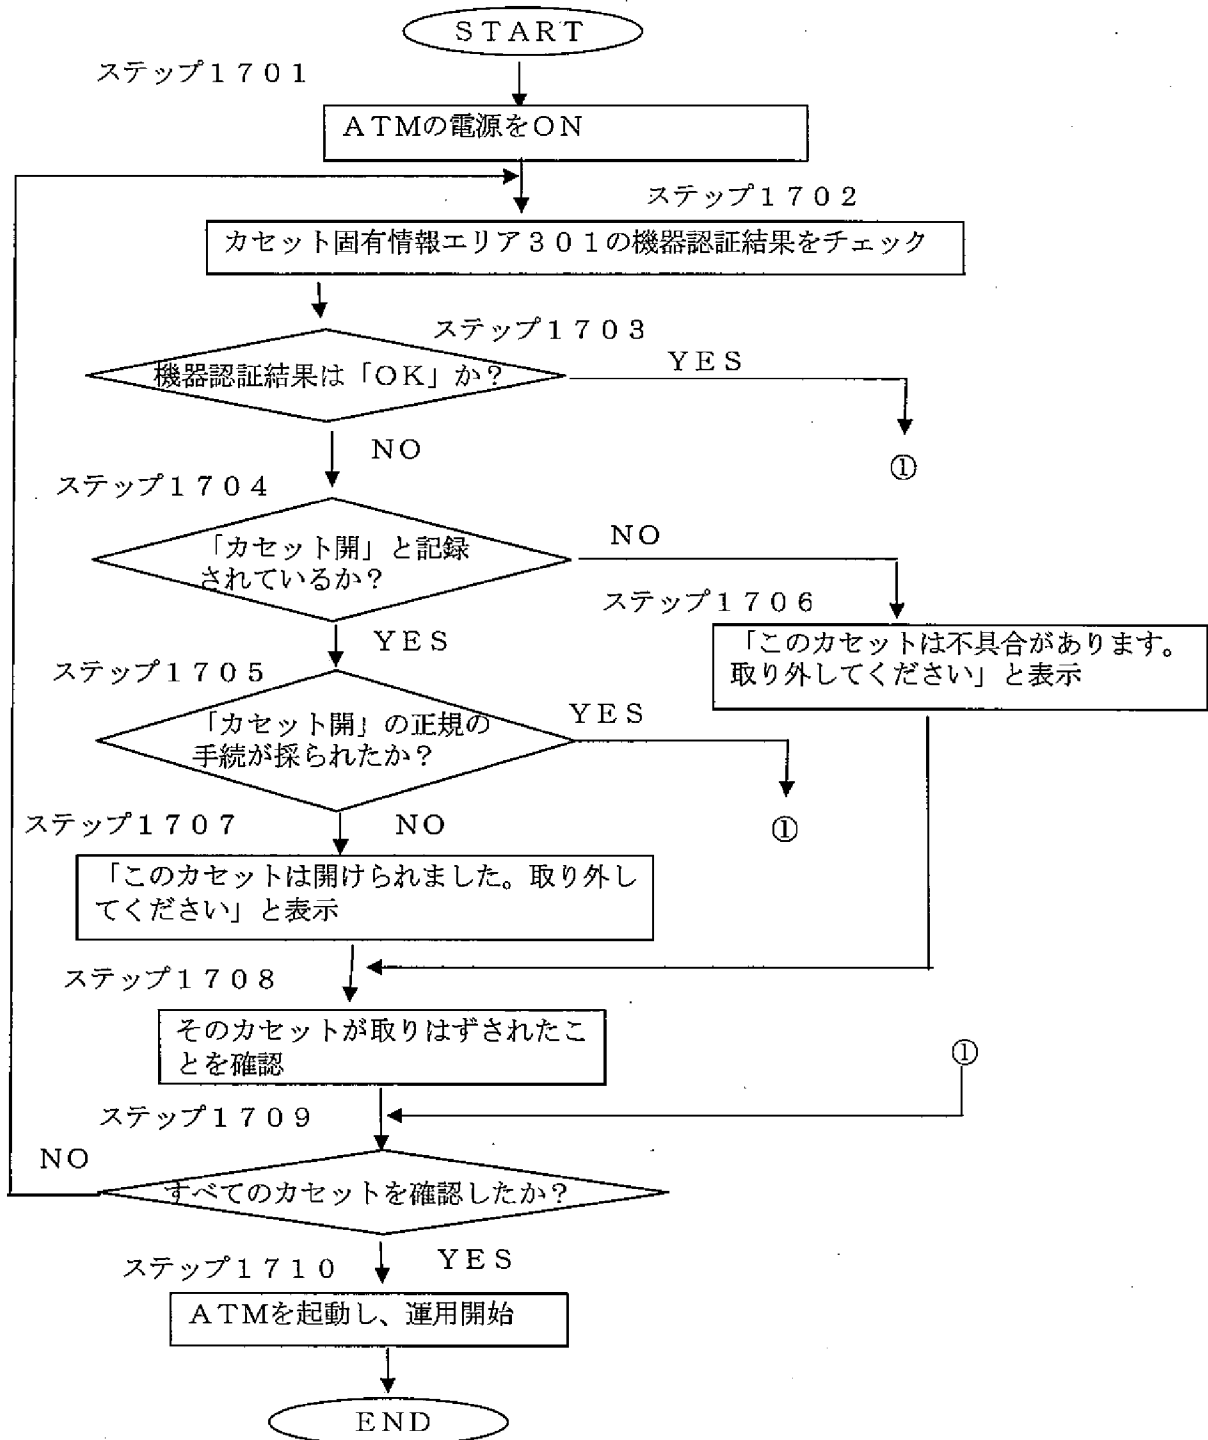 START
ステップ1701
ATMの電源をON
ステップ1702
カセット固有情報エリア301の機器認証結果をチェック
ステップ1703
機器認証結果は「OK」か?
YES
①
NO
ステップ1704
「カセット開」と記録
されているか?
NO
ステップ1706
「このカセットは不具合があります。
取り外してください」と表示
YES
ステップ1705
「カセット開」の正規の
手続が採られたか?
YES
①
NO
ステップ1707
「このカセットは開けられました。取り外し
てください」と表示
ステップ1708
そのカセットが取りはずされたこ
とを確認
①
ステップ1709
NO
すべてのカセットを確認したか?
YES
ステップ1710
ATMを起動し、運用開始
END